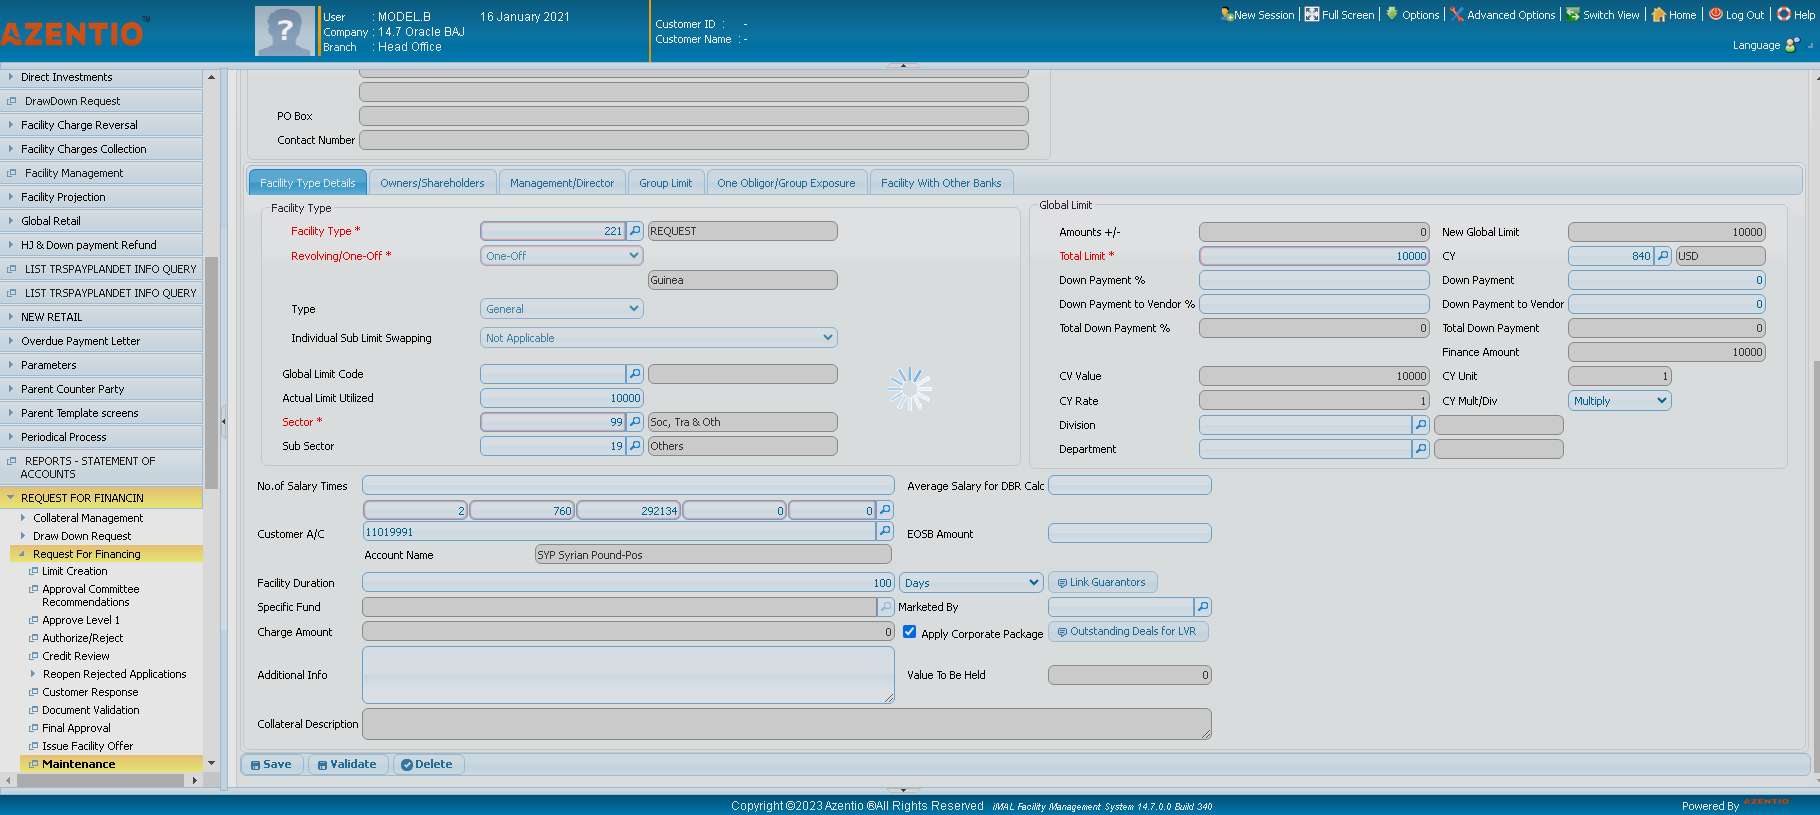 AZENTIO™
User : MODEL.B 16 January 2021
Company : 14.7 Oracle BAJ
Branch : Head Office
Customer ID : -
Customer Name : -
New Session Full Screen Options Advanced Options Switch View Home Log Out Help
Language
Direct Investments
DrawDown Request
Facility Charge Reversal
Facility Charges Collection
Facility Management
Facility Projection
Global Retail
HJ & Down payment Refund
LIST TRSPAYPLANDET INFO QUERY
LIST TRSPAYPLANDET INFO QUERY
NEW RETAIL
Overdue Payment Letter
Parameters
Parent Counter Party
Parent Template screens
Periodical Process
REPORTS - STATEMENT OF
ACCOUNTS
REQUEST FOR FINANCIN
Collateral Management
Draw Down Request
Request For Financing
Limit Creation
Approval Committee
Recommendations
Approve Level 1
Authorize/Reject
Credit Review
Reopen Rejected Applications
Customer Response
Document Validation
Final Approval
Issue Facility Offer
Maintenance
PO Box
Contact Number
Facility Type Details Owners/Shareholders Management/Director Group Limit One Obligor/Group Exposure Facility With Other Banks
Facility Type
Facility Type * 221 REQUEST
Revolving/One-Off * One-Off
Guinea
Type General
Individual Sub Limit Swapping Not Applicable
Global Limit Code
Actual Limit Utilized 10000
Sector * 99 Soc, Tra & Oth
Sub Sector 19 Others
Global Limit
Amounts +/- 0 New Global Limit 10000
Total Limit * 10000 CY 840 USD
Down Payment % Down Payment 0
Down Payment to Vendor % Down Payment to Vendor 0
Total Down Payment % 0 Total Down Payment 0
Finance Amount 10000
CV Value 10000 CY Unit 1
CY Rate 1 CY Mult/Div Multiply
Division
Department
No.of Salary Times Average Salary for DBR Calc
2 760 292134 0 0
Customer A/C 11019991 EOSB Amount
Account Name SYP Syrian Pound-Pos
Facility Duration 100 Days Link Guarantors
Specific Fund Marketed By
Charge Amount 0 Apply Corporate Package Outstanding Deals for LVR
Additional Info Value To Be Held 0
Collateral Description
Save Validate Delete
Copyright ©2023 Azentio ®All Rights Reserved iMAL Facility Management System 14.7.0.0 Build 340
Powered By AZENTIO